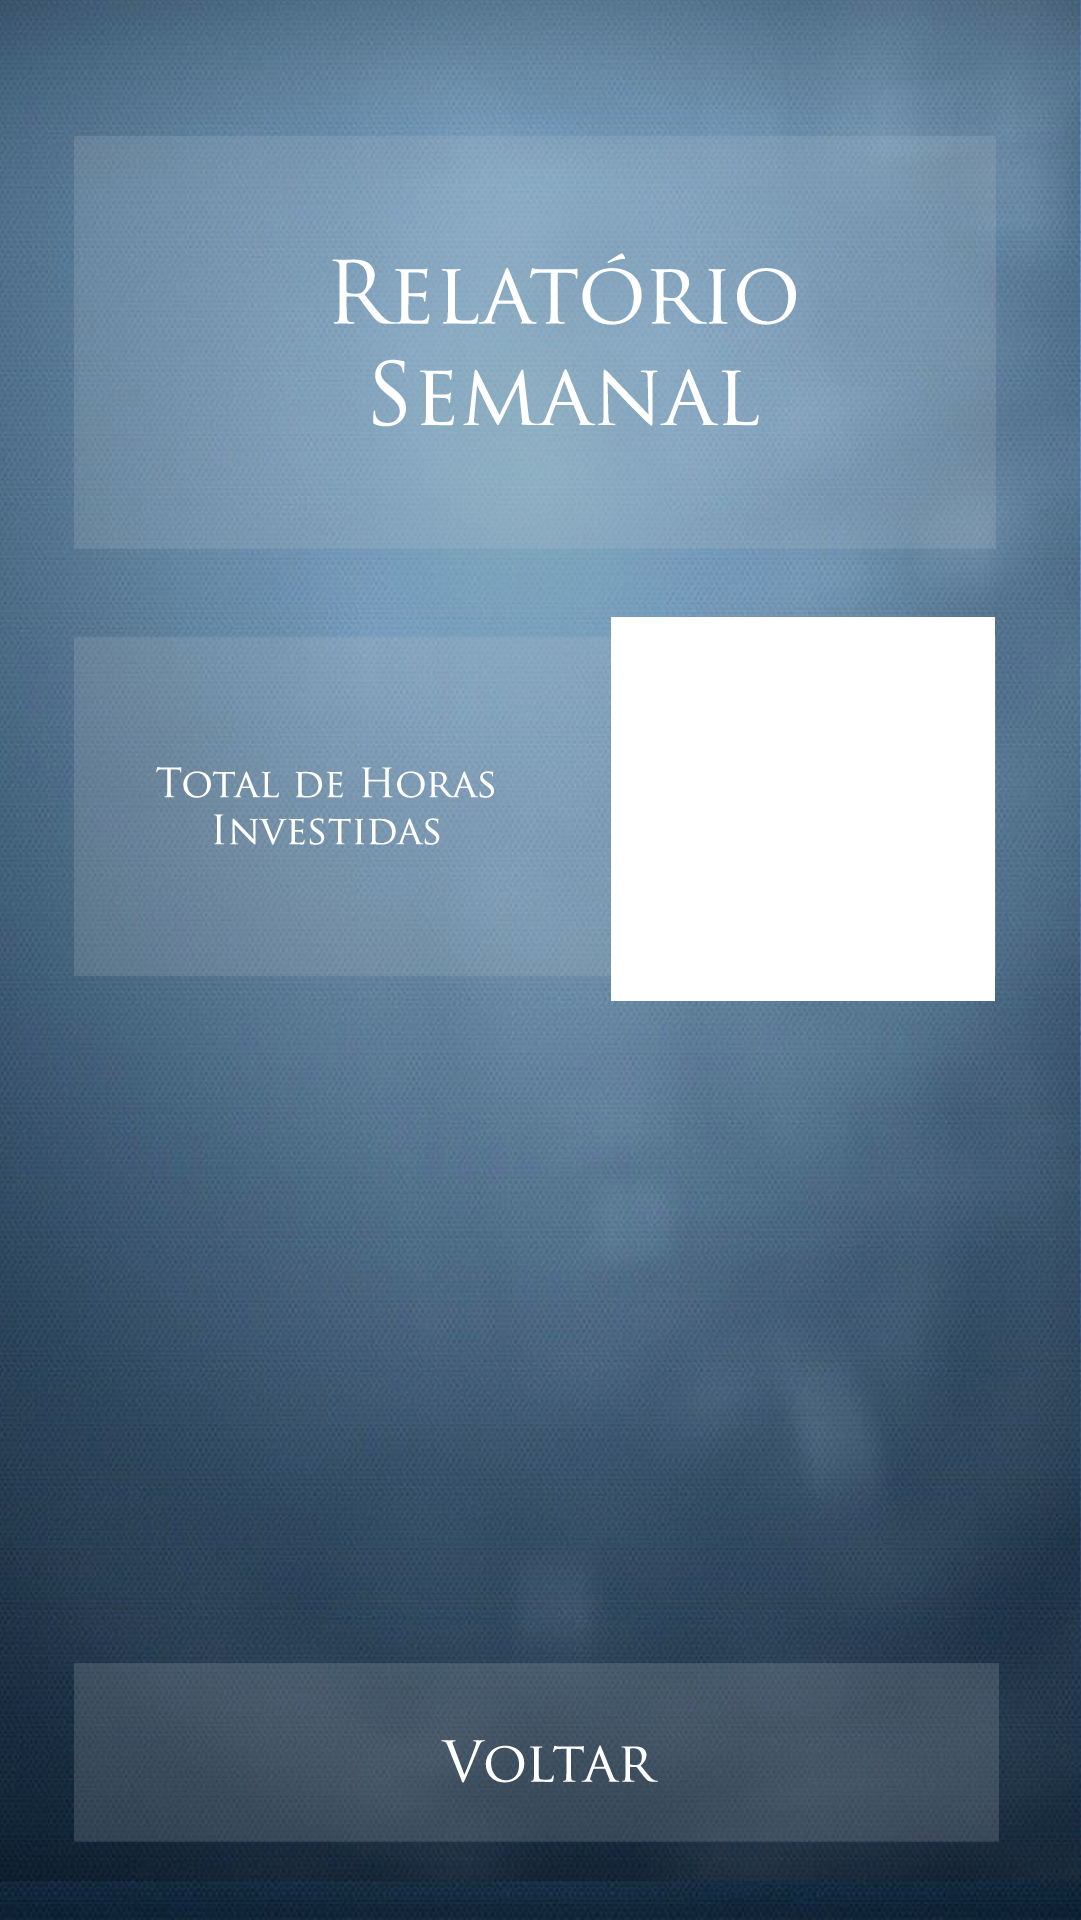 Relatório
Semanal
Total de Horas
Investidas
Voltar